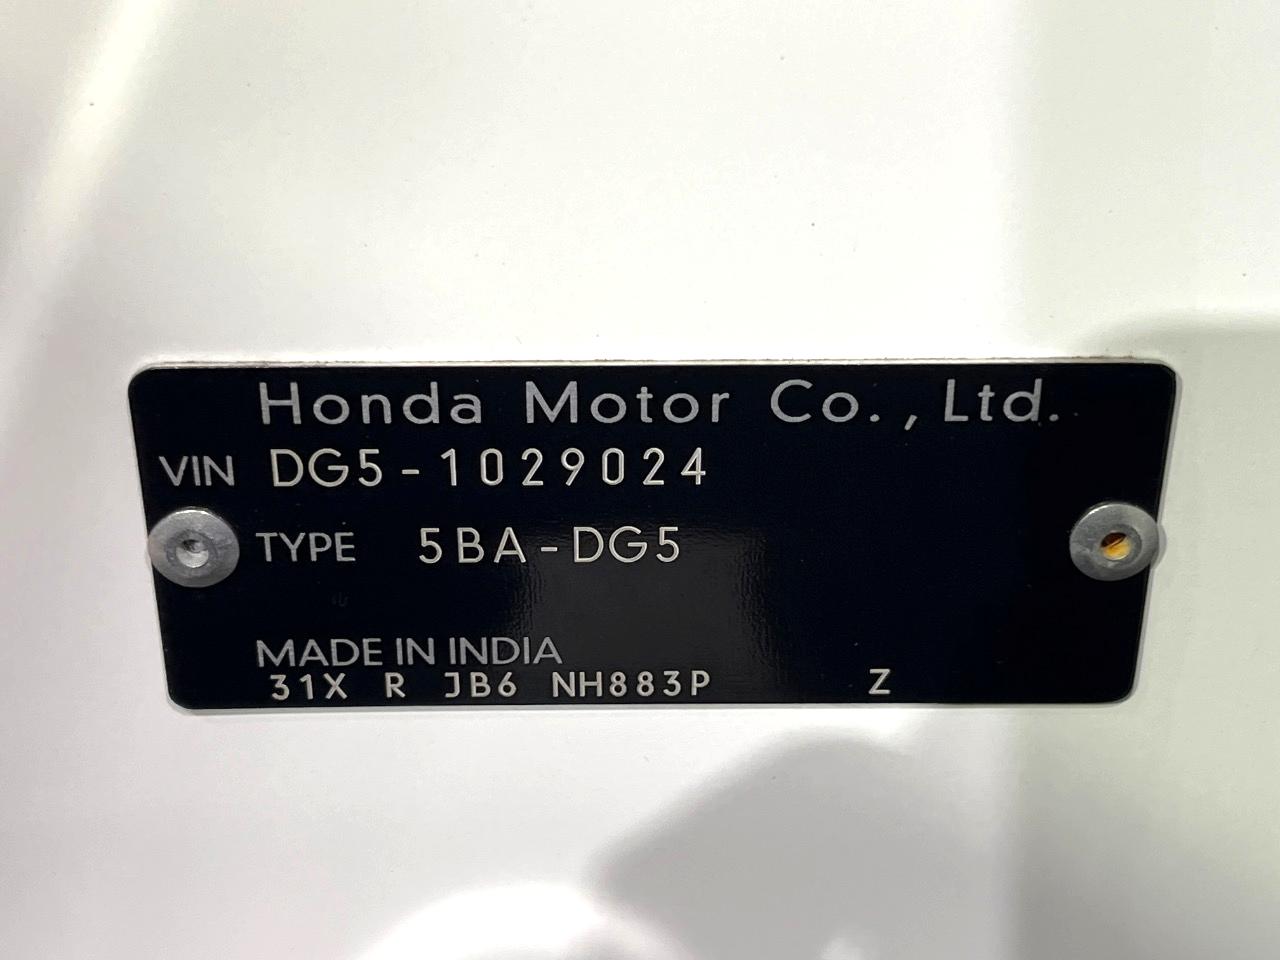 Honda Motor Co., Ltd.
VIN DG5-1029024
TYPE 5BA-DG5
MADE IN INDIA
31X R JB6 NH883P Z